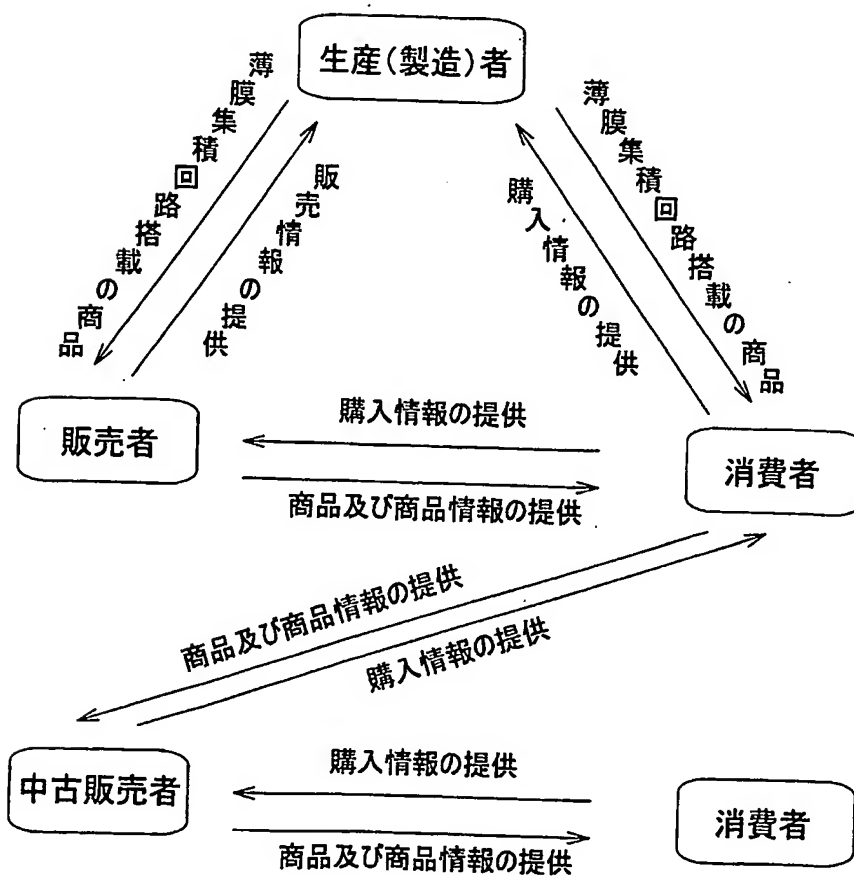 生産(製造)者
薄膜集積回路搭載の商品
販売情報の提供
購入情報の提供
薄膜集積回路搭載の商品
販売者
購入情報の提供
商品及び商品情報の提供
消費者
商品及び商品情報の提供
購入情報の提供
中古販売者
購入情報の提供
商品及び商品情報の提供
消費者